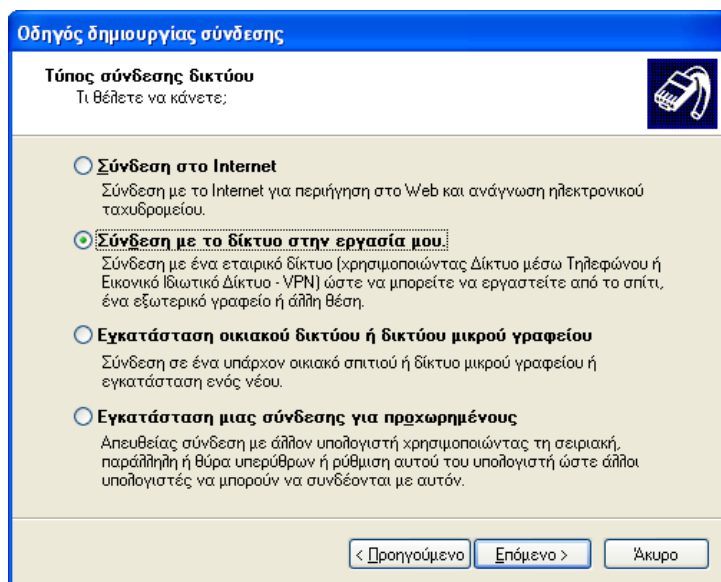 Οδηγός δημιουργίας σύνδεσης
Τύπος σύνδεσης δικτύου
Τι θέλετε να κάνετε;
Σύνδεση στο Internet
Σύνδεση με το Internet για περιήγηση στο Web και ανάγνωση ηλεκτρονικού
ταχυδρομείου.
Σύνδεση με το δίκτυο στην εργασία μου.
Σύνδεση με ένα εταιρικό δίκτυο (χρησιμοποιώντας Δίκτυο μέσω Τηλεφώνου ή
Εικονικό Ιδιωτικό Δίκτυο - VPN) ώστε να μπορείτε να εργαστείτε από το σπίτι,
ένα εξωτερικό γραφείο ή άλλη θέση.
Εγκατάσταση οικιακού δικτύου ή δικτύου μικρού γραφείου
Σύνδεση σε ένα υπάρχον οικιακό σπιτιού ή δίκτυο μικρού γραφείου ή
εγκατάσταση ενός νέου.
Εγκατάσταση μιας σύνδεσης για προχωρημένους
Απευθείας σύνδεση με άλλον υπολογιστή χρησιμοποιώντας τη σειριακή,
παράλληλη ή θύρα υπερύθρων ή ρύθμιση αυτού του υπολογιστή ώστε άλλοι
υπολογιστές να μπορούν να συνδέονται με αυτόν.
< Προηγούμενο Επόμενο > Άκυρο